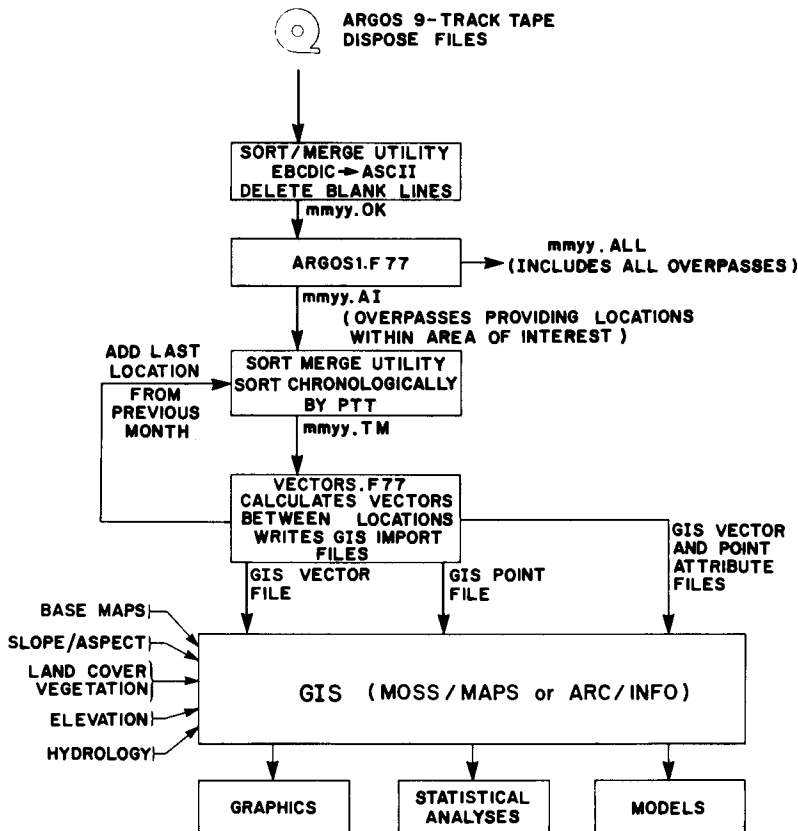 ARGOS 9-TRACK TAPE
DISPOSE FILES
SORT/MERGE UTILITY
EBCDIC→ASCII
DELETE BLANK LINES
mmyy.OK
ARGOS1.F77
mmyy.ALL
(INCLUDES ALL OVERPASSES)
mmyy.AI
(OVERPASSES PROVIDING LOCATIONS
WITHIN AREA OF INTEREST)
ADD LAST
LOCATION
FROM
PREVIOUS
MONTH
SORT MERGE UTILITY
SORT CHRONOLOGICALLY
BY PTT
mmyy.TM
VECTORS.F77
CALCULATES VECTORS
BETWEEN LOCATIONS
WRITES GIS IMPORT
FILES
GIS VECTOR
FILE
GIS POINT
FILE
GIS VECTOR
AND POINT
ATTRIBUTE
FILES
BASE MAPS
SLOPE/ASPECT
LAND COVER
VEGETATION
ELEVATION
HYDROLOGY
GIS (MOSS/MAPS or ARC/INFO)
GRAPHICS
STATISTICAL
ANALYSES
MODELS